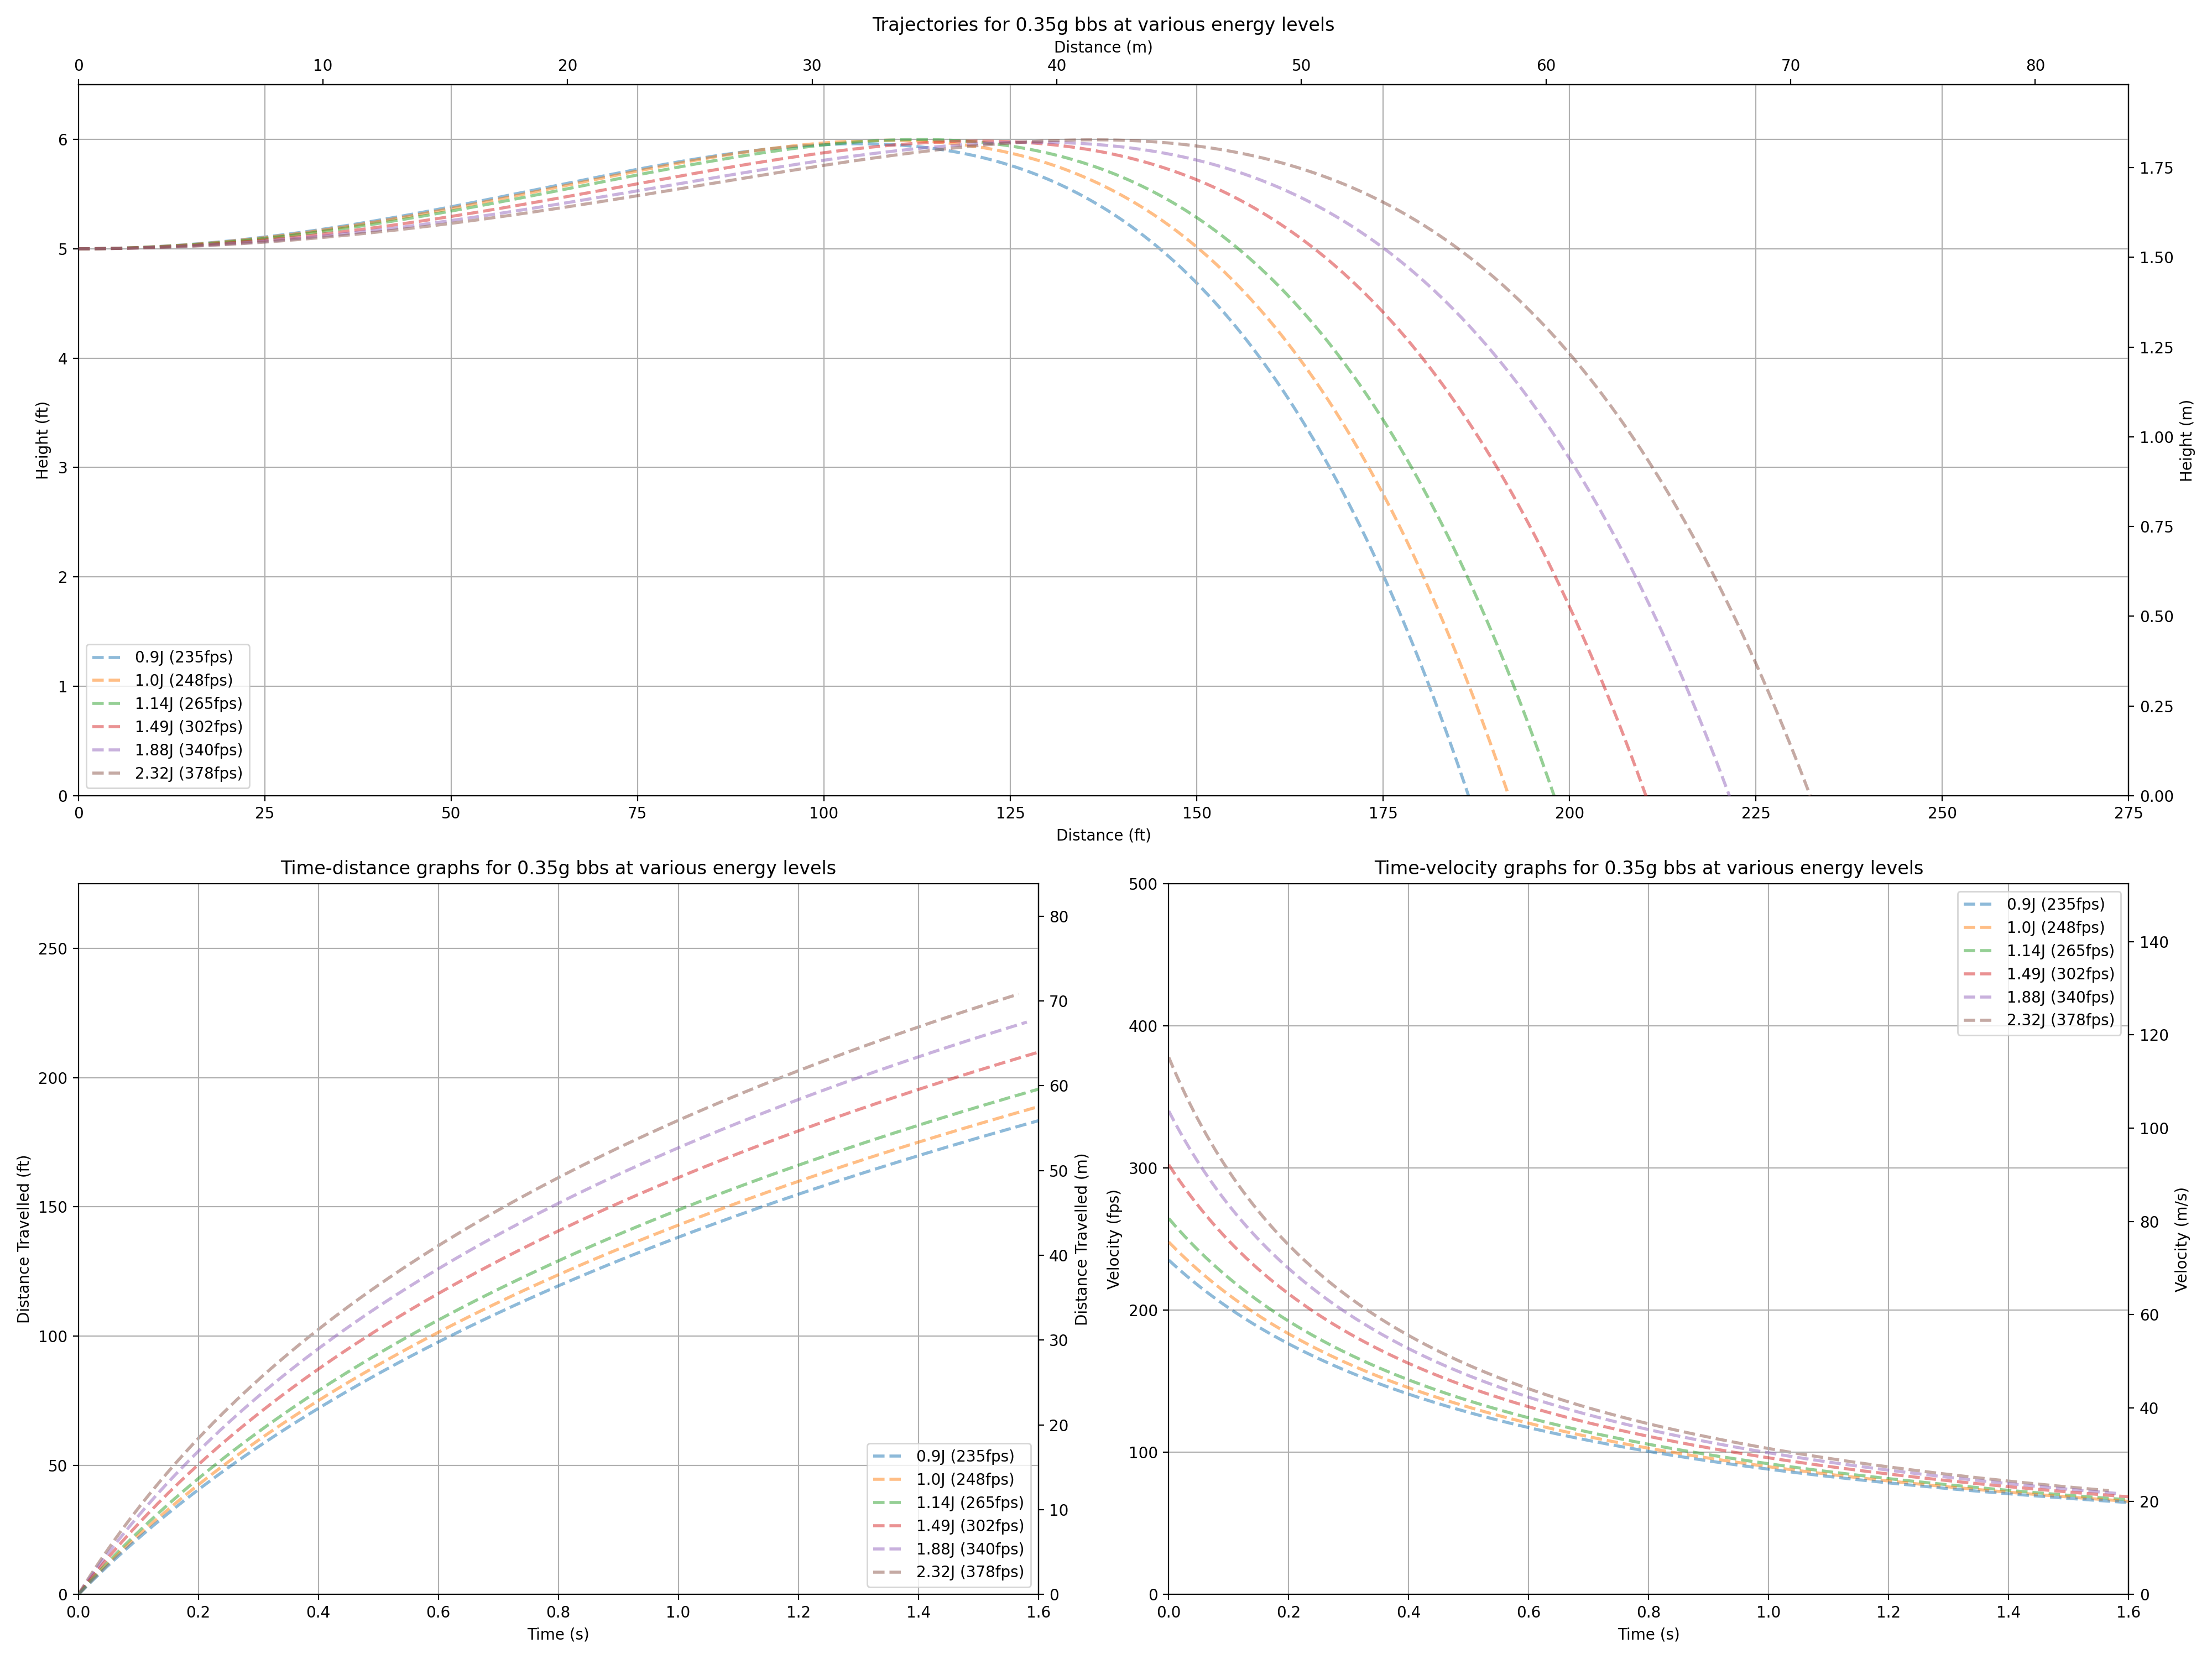 Trajectories for 0.35g bbs at various energy levels
Distance (m)
0 10 20 30 40 50 60 70 80
6
5
4
3
2
1
0
Height (ft)
1.75
1.50
1.25
1.00
0.75
0.50
0.25
0.00
Height (m)
0.9J (235fps)
1.0J (248fps)
1.14J (265fps)
1.49J (302fps)
1.88J (340fps)
2.32J (378fps)
0 25 50 75 100 125 150 175 200 225 250 275
Distance (ft)
Time-distance graphs for 0.35g bbs at various energy levels
250
200
150
100
50
0
Distance Travelled (ft)
80
70
60
50
40
30
20
10
0
Distance Travelled (m)
0.9J (235fps)
1.0J (248fps)
1.14J (265fps)
1.49J (302fps)
1.88J (340fps)
2.32J (378fps)
0.0 0.2 0.4 0.6 0.8 1.0 1.2 1.4 1.6
Time (s)
Time-velocity graphs for 0.35g bbs at various energy levels
500
400
300
200
100
0
Velocity (fps)
0.9J (235fps)
1.0J (248fps)
1.14J (265fps)
1.49J (302fps)
1.88J (340fps)
2.32J (378fps)
140
120
100
80
60
40
20
0
Velocity (m/s)
0.0 0.2 0.4 0.6 0.8 1.0 1.2 1.4 1.6
Time (s)